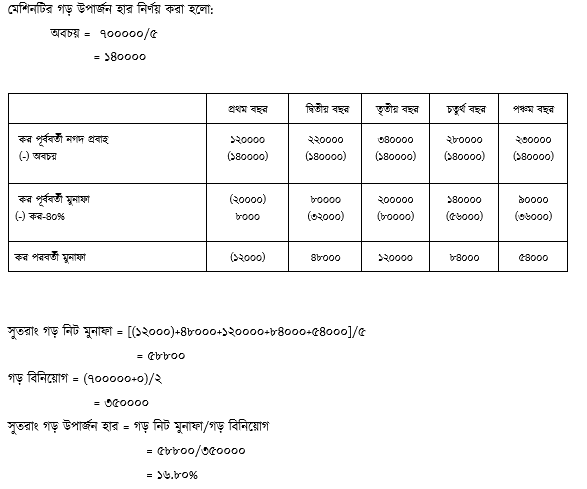 মেশিনটির গড় উপার্জন হার নির্ণয় করা হলো:
অবচয় = ৭০০০০০/৫
= ১৪০০০০
প্রথম বছর দ্বিতীয় বছর তৃতীয় বছর চতুর্থ বছর পঞ্চম বছর
কর পূর্ববর্তী নগদ প্রবাহ ১২০০০০ ২২০০০০ ৩৪০০০০ ২৮০০০০ ২৩০০০০
(-) অবচয় (১৪০০০০) (১৪০০০০) (১৪০০০০) (১৪০০০০) (১৪০০০০)
কর পূর্ববর্তী মুনাফা (২০০০০) ৮০০০০ ২০০০০০ ১৪০০০০ ৯০০০০
(-) কর-৪০% ৮০০০ (৩২০০০) (৮০০০০) (৫৬০০০) (৩৬০০০)
কর পরবর্তী মুনাফা (১২০০০) ৪৮০০০ ১২০০০০ ৮৪০০০ ৫৪০০০
সুতরাং গড় নিট মুনাফা = [(১২০০০)+৪৮০০০+১২০০০০+৮৪০০০+৫৪০০০]/৫
= ৫৮৮০০
গড় বিনিয়োগ = (৭০০০০০+০)/২
= ৩৫০০০০
সুতরাং গড় উপার্জন হার = গড় নিট মুনাফা/গড় বিনিয়োগ
= ৫৮৮০০/৩৫০০০০
= ১৬.৮০%